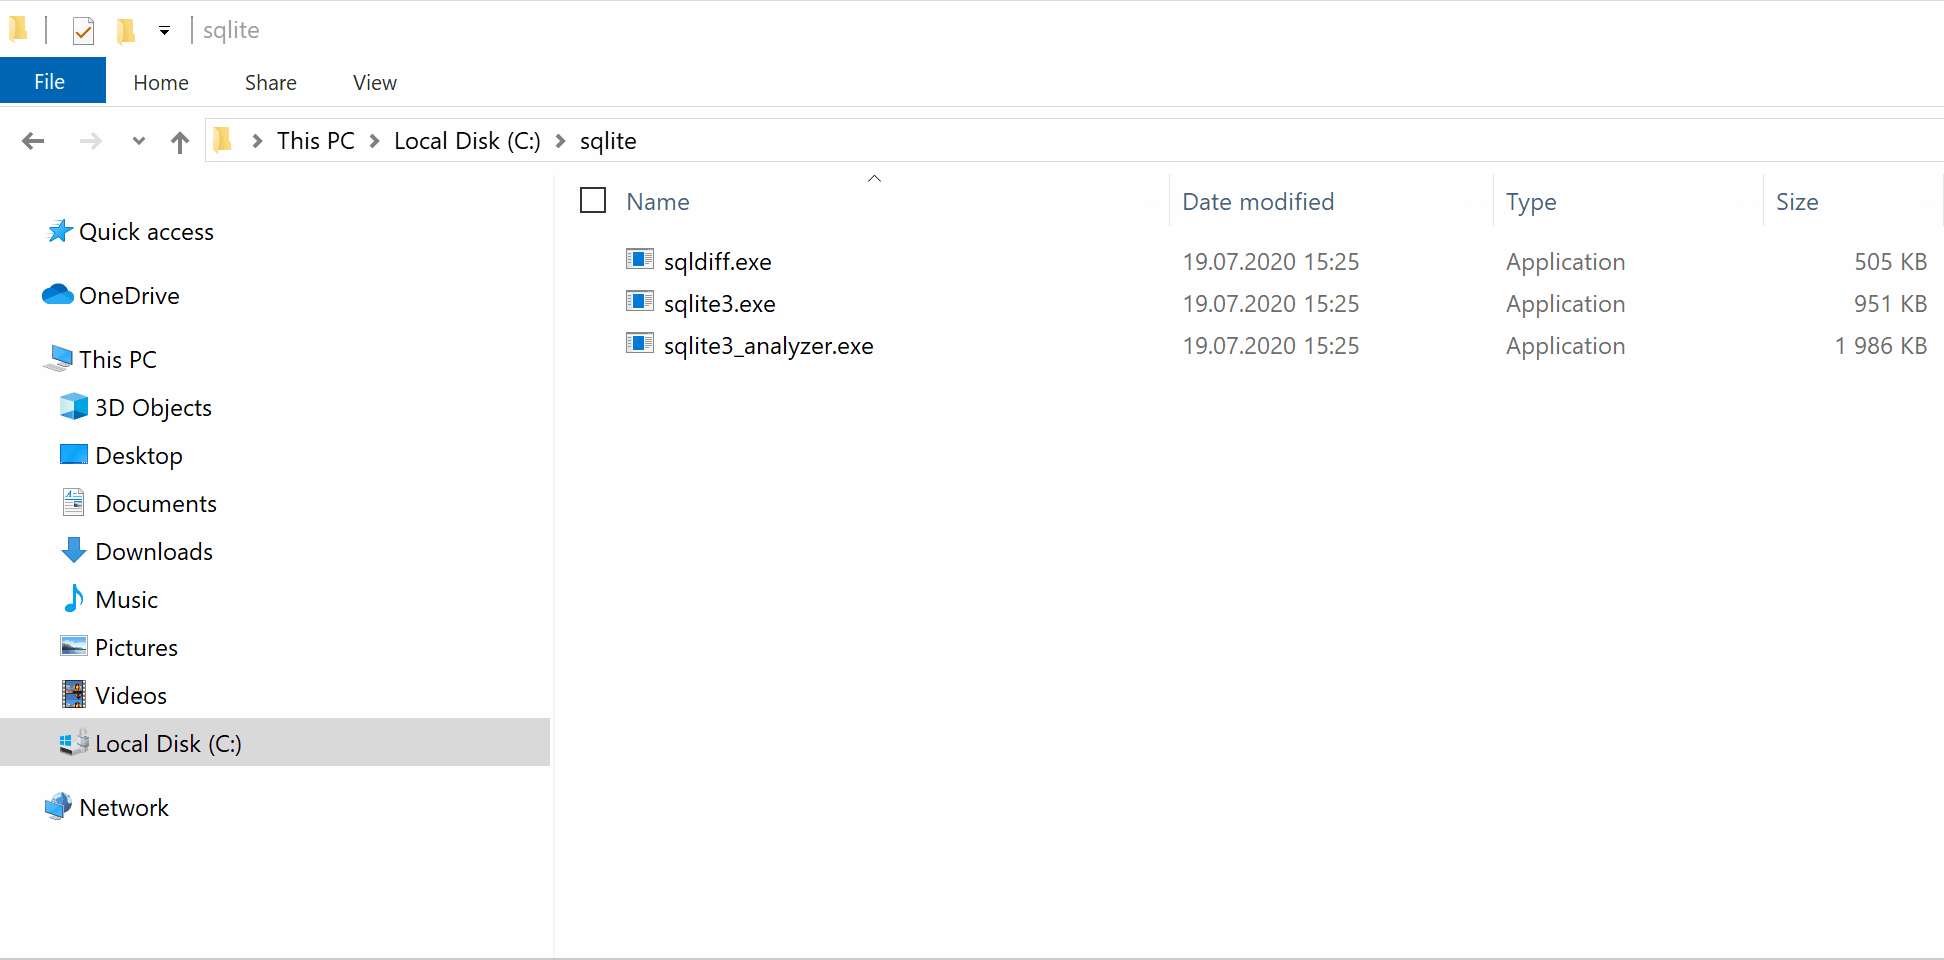 sqlite
File Home Share View
This PC Local Disk (C:) sqlite
Name Date modified Type Size
Quick access
OneDrive
This PC
3D Objects
Desktop
Documents
Downloads
Music
Pictures
Videos
Local Disk (C:)
Network
sqldiff.exe 19.07.2020 15:25 Application 505 KB
sqlite3.exe 19.07.2020 15:25 Application 951 KB
sqlite3_analyzer.exe 19.07.2020 15:25 Application 1 986 KB